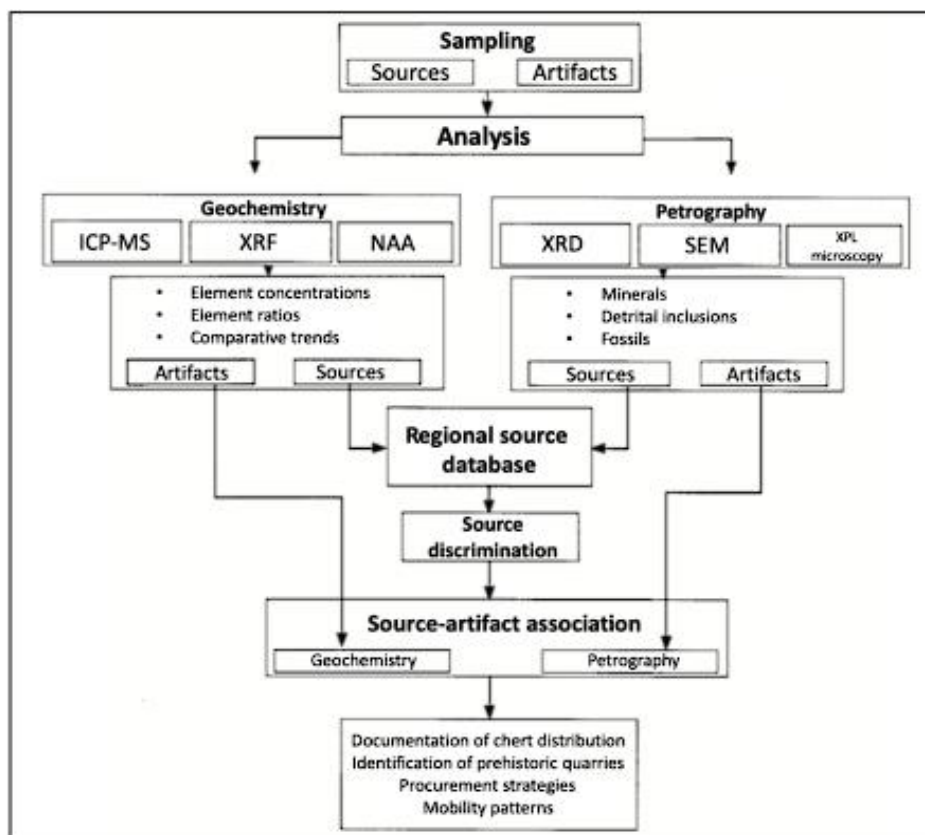 Sampling
Sources Artifacts
Analysis
Geochemistry
ICP-MS XRF NAA
Petrography
XRD SEM XPL
microscopy
• Element concentrations
• Element ratios
• Comparative trends
Artifacts Sources
• Minerals
• Detrital inclusions
• Fossils
Sources Artifacts
Regional source
database
Source
discrimination
Source-artifact association
Geochemistry Petrography
Documentation of chert distribution
Identification of prehistoric quarries
Procurement strategies
Mobility patterns